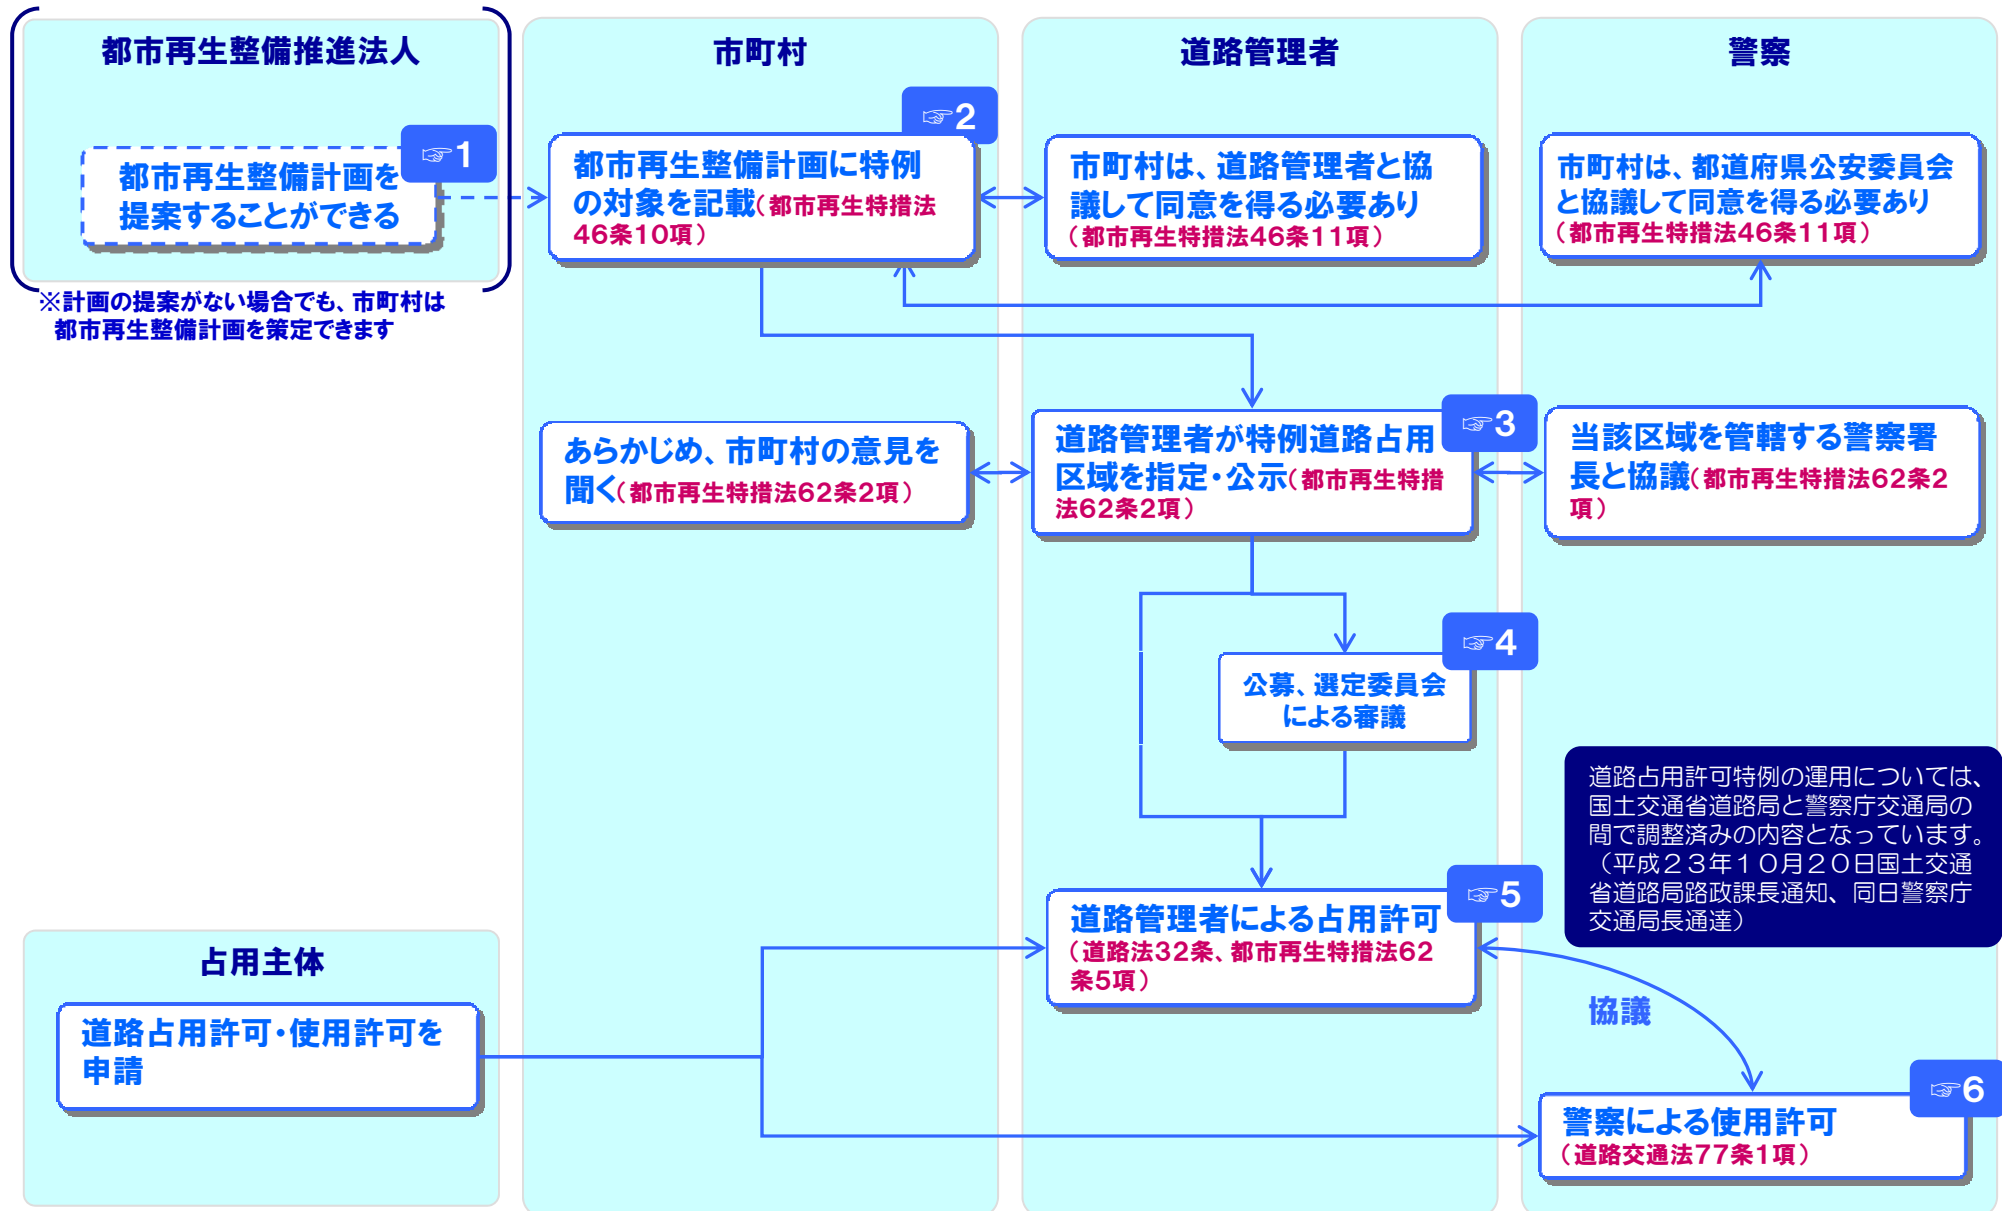 都市再生整備推進法人
市町村
道路管理者
警察
☞1
都市再生整備計画を
提案することができる
※計画の提案がない場合でも、市町村は
都市再生整備計画を策定できます
☞2
都市再生整備計画に特例
の対象を記載（都市再生特措法
46条10項）
市町村は、道路管理者と協
議して同意を得る必要あり
（都市再生特措法46条11項）
市町村は、都道府県公安委員会
と協議して同意を得る必要あり
（都市再生特措法46条11項）
あらかじめ、市町村の意見を
聞く（都市再生特措法62条2項）
☞3
道路管理者が特例道路占用
区域を指定・公示（都市再生特措
法62条2項）
当該区域を管轄する警察署
長と協議（都市再生特措法62条2
項）
☞4
公募、選定委員会
による審議
道路占用許可特例の運用については、
国土交通省道路局と警察庁交通局の
間で調整済みの内容となっています。
（平成２３年１０月２０日国土交通
省道路局路政課長通知、同日警察庁
交通局長通達）
☞5
道路管理者による占用許可
（道路法32条、都市再生特措法62
条5項）
占用主体
道路占用許可・使用許可を
申請
協議
☞6
警察による使用許可
（道路交通法77条1項）